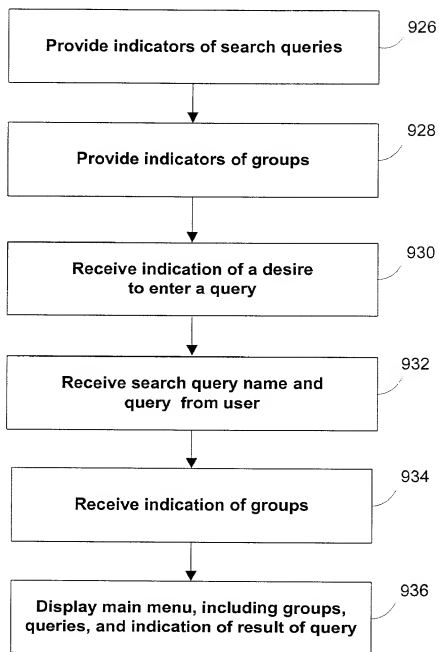 Provide indicators of search queries
926
Provide indicators of groups
928
Receive indication of a desire
to enter a query
930
Receive search query name and
query from user
932
Receive indication of groups
934
Display main menu, including groups,
queries, and indication of result of query
936